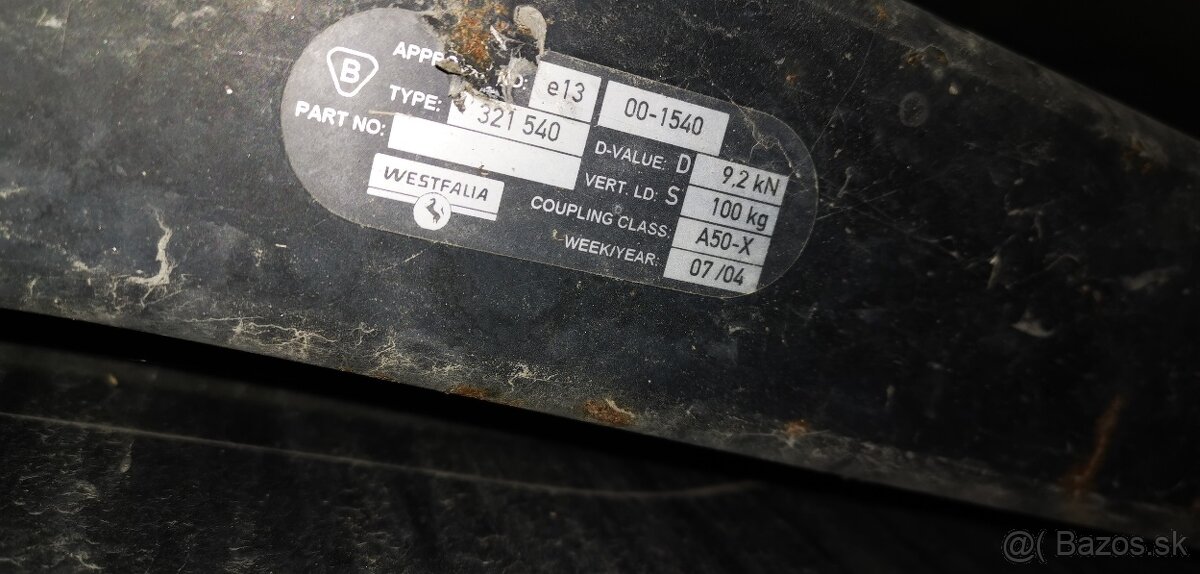 B
e13 00-1540
TYPE: 321 540
PART NO:
WESTFALIA
D-VALUE: D 9,2 kN
VERT. LD: S 100 kg
COUPLING CLASS: A50-X
WEEK/YEAR: 07/04
@( Bazos.sk